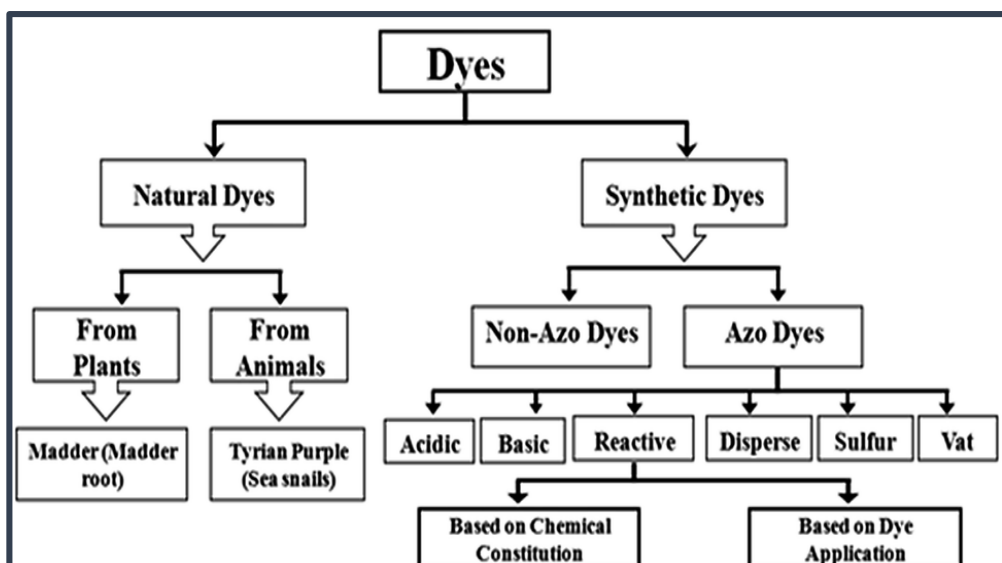 Dyes
Natural Dyes
Synthetic Dyes
From
Plants
From
Animals
Non-Azo Dyes
Azo Dyes
Madder (Madder
root)
Tyrian Purple
(Sea snails)
Acidic
Basic
Reactive
Disperse
Sulfur
Vat
Based on Chemical
Constitution
Based on Dye
Application